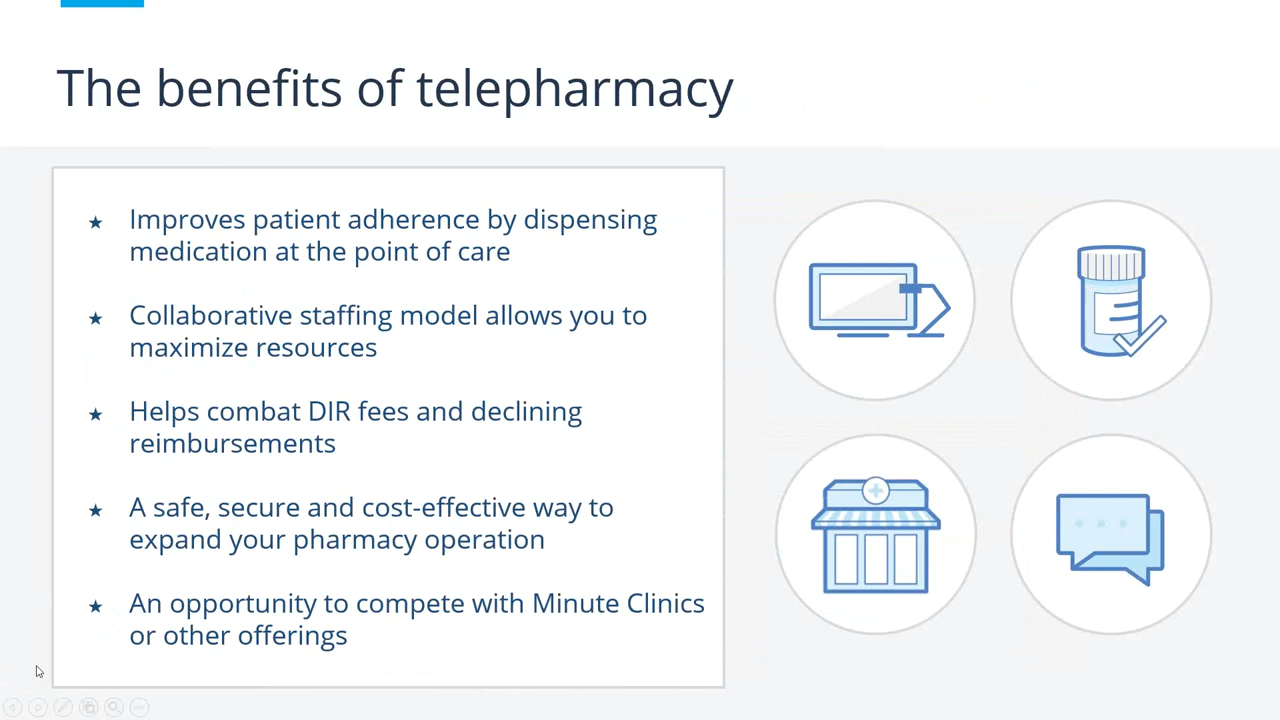 The benefits of telepharmacy
★ Improves patient adherence by dispensing
medication at the point of care
★ Collaborative staffing model allows you to
maximize resources
★ Helps combat DIR fees and declining
reimbursements
★ A safe, secure and cost-effective way to
expand your pharmacy operation
★ An opportunity to compete with Minute Clinics
or other offerings